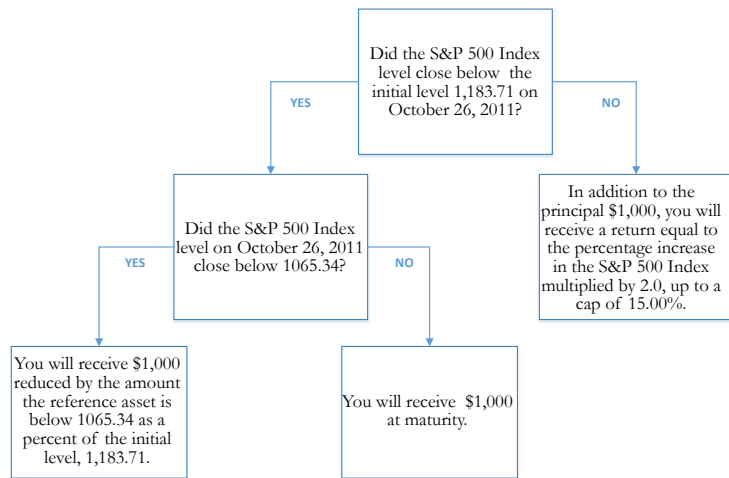 Did the S&P 500 Index
level close below the
initial level 1,183.71 on
October 26, 2011?
YES
NO
Did the S&P 500 Index
level on October 26, 2011
close below 1065.34?
In addition to the
principal $1,000, you will
receive a return equal to
the percentage increase
in the S&P 500 Index
multiplied by 2.0, up to a
cap of 15.00%.
YES
NO
You will receive $1,000
reduced by the amount
the reference asset is
below 1065.34 as a
percent of the initial
level, 1,183.71.
You will receive $1,000
at maturity.